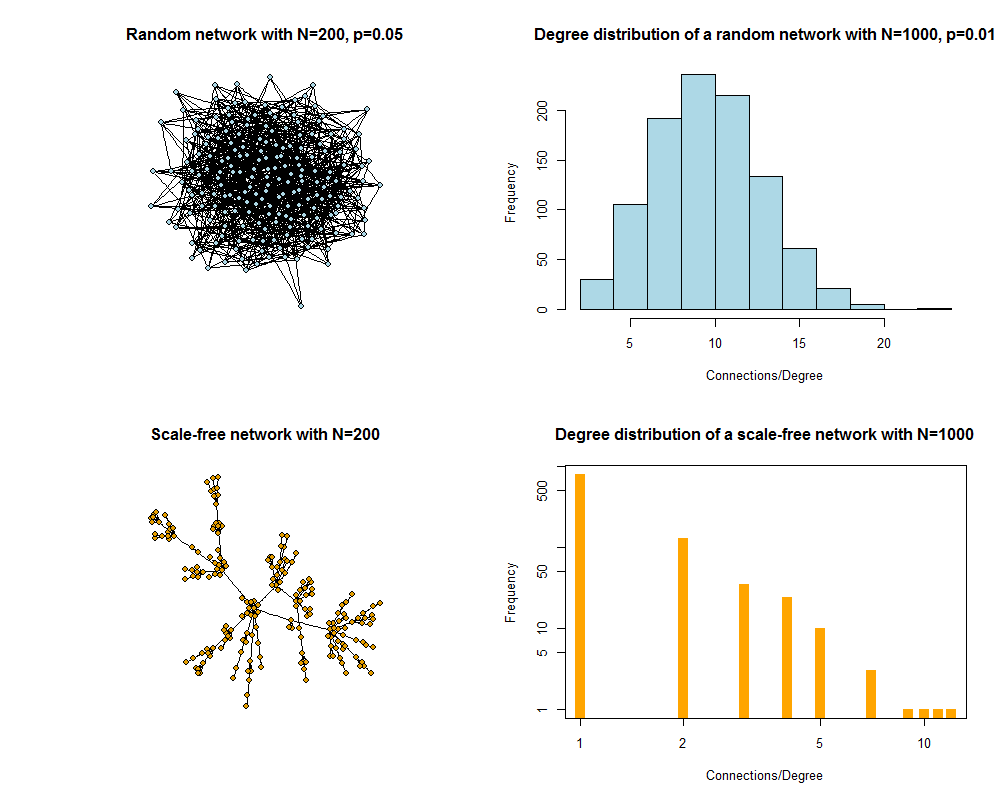 Random network with N=200, p=0.05
Degree distribution of a random network with N=1000, p=0.01
Frequency
0
50
100
150
200
5
10
15
20
Connections/Degree
Scale-free network with N=200
Degree distribution of a scale-free network with N=1000
Frequency
1
5
10
50
500
1
2
5
10
Connections/Degree